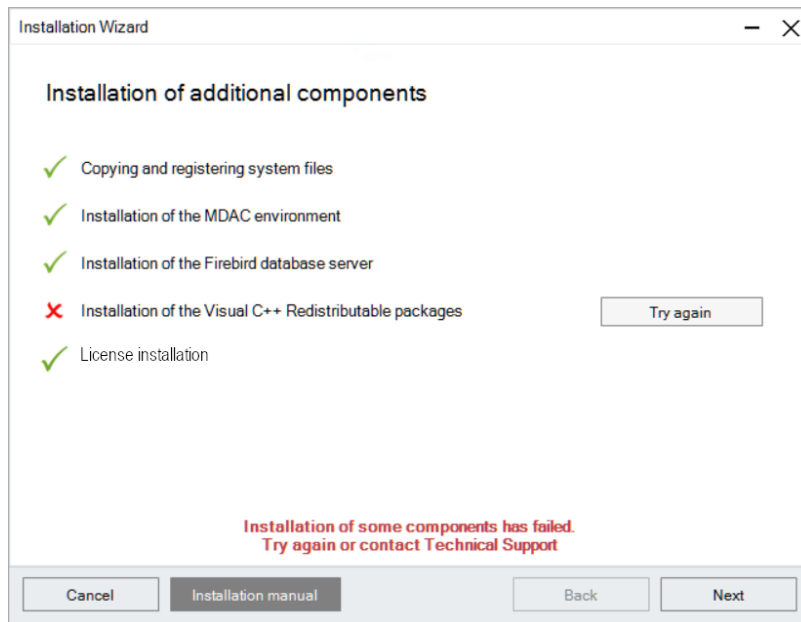 Installation Wizard
Installation of additional components
Copying and registering system files
Installation of the MDAC environment
Installation of the Firebird database server
Installation of the Visual C++ Redistributable packages
Try again
License installation
Installation of some components has failed.
Try again or contact Technical Support
Cancel
Installation manual
Back
Next